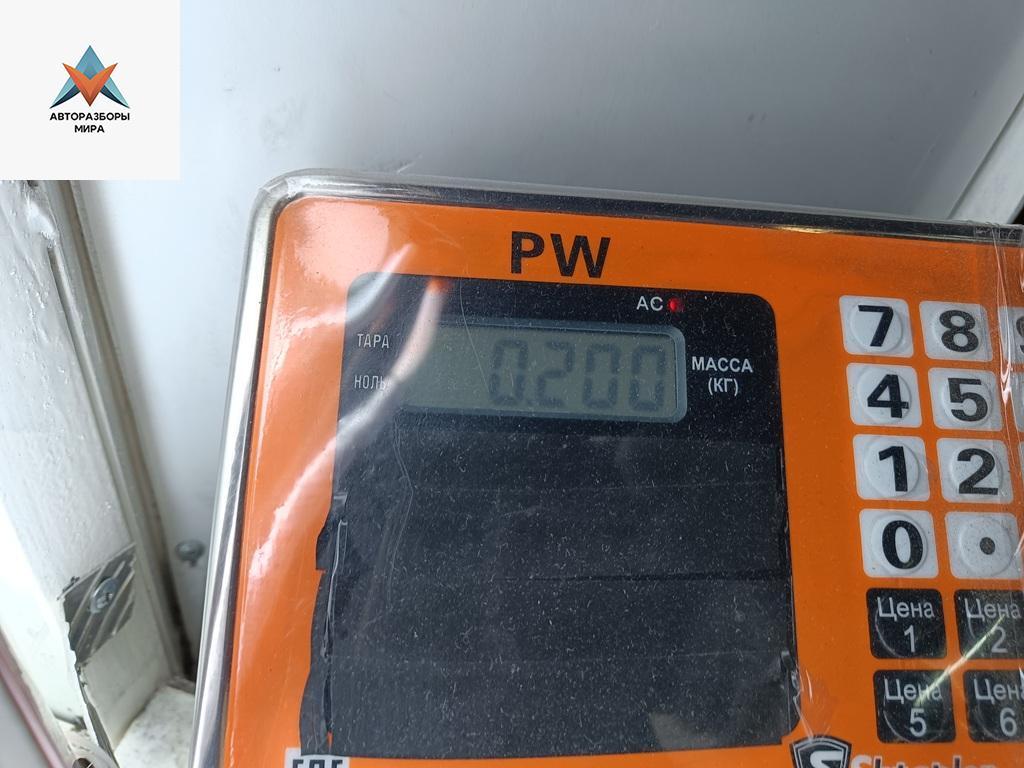 АВТОРАЗБОРЫ
МИРА
PW
AC
ТАРА
НОЛЬ
0.200
МАССА
(КГ)
7 8
4 5
1 2
0 .
Цена
1
Цена
2
Цена
5
Цена
6